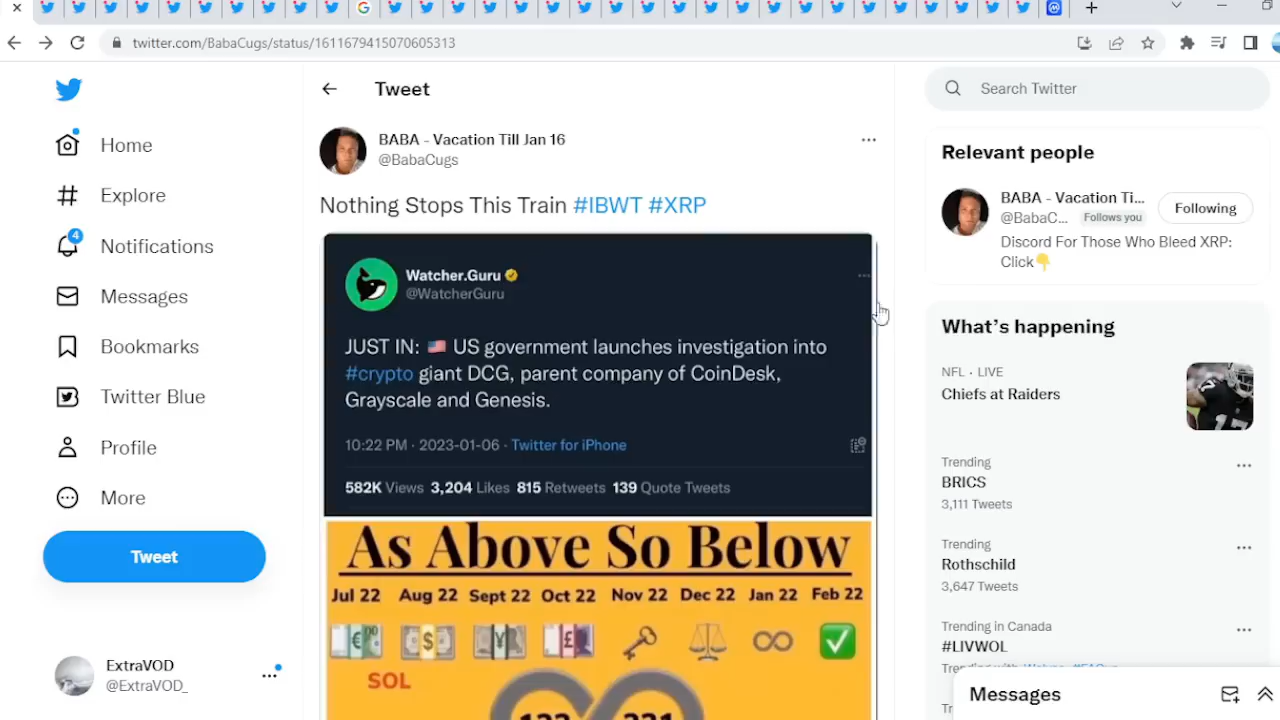 twitter.com/BabaCugs/status/1611679415070605313
Home
Explore
4
Notifications
Messages
Bookmarks
Twitter Blue
Profile
More
Tweet
ExtraVOD
@ExtraVOD_
Tweet
BABA - Vacation Till Jan 16
@BabaCugs
Nothing Stops This Train #IBWT #XRP
Watcher.Guru
@WatcherGuru
JUST IN: 🇺🇸 US government launches investigation into
#crypto giant DCG, parent company of CoinDesk,
Grayscale and Genesis.
10:22 PM · 2023-01-06 · Twitter for iPhone
582K Views 3,204 Likes 815 Retweets 139 Quote Tweets
As Above So Below
Jul 22 Aug 22 Sept 22 Oct 22 Nov 22 Dec 22 Jan 22 Feb 22
SOL
Search Twitter
Relevant people
BABA - Vacation Ti...
@BabaC... Follows you
Following
Discord For Those Who Bleed XRP:
Click👇
What's happening
NFL · LIVE
Chiefs at Raiders
Trending
BRICS
3,111 Tweets
Trending
Rothschild
3,647 Tweets
Trending in Canada
#LIVWOL
Messages